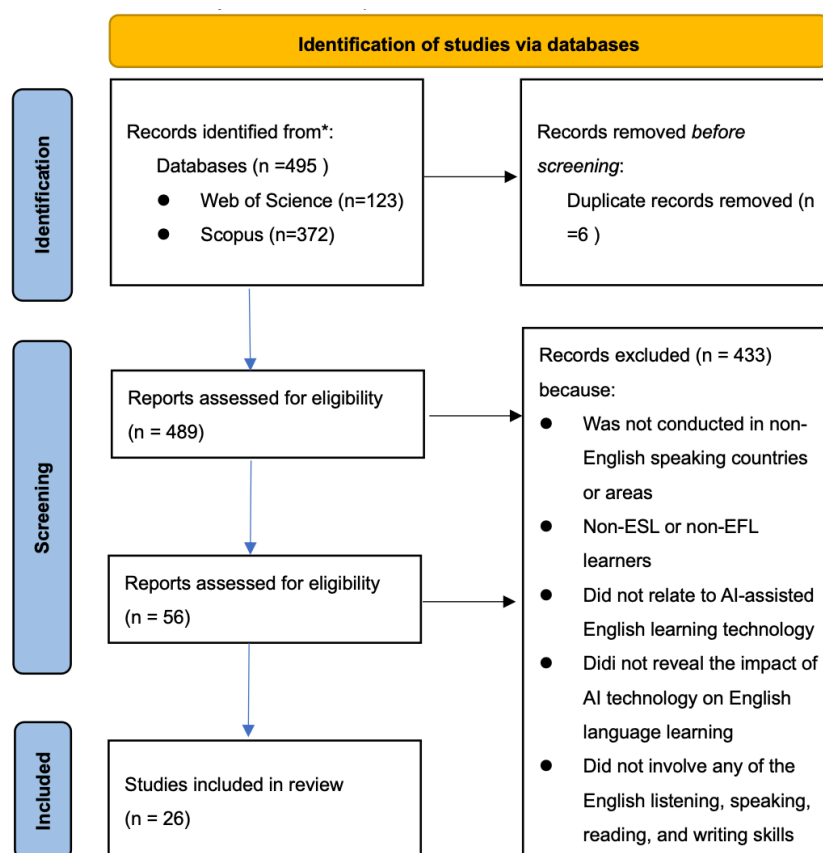 Identification of studies via databases
Identification
Records identified from*:
Databases (n =495 )
● Web of Science (n=123)
● Scopus (n=372)
Records removed before
screening:
Duplicate records removed (n
=6 )
Screening
Reports assessed for eligibility
(n = 489)
Records excluded (n = 433)
because:
● Was not conducted in non-
English speaking countries
or areas
● Non-ESL or non-EFL
learners
● Did not relate to AI-assisted
English learning technology
● Didi not reveal the impact of
AI technology on English
language learning
● Did not involve any of the
English listening, speaking,
reading, and writing skills
Reports assessed for eligibility
(n = 56)
Included
Studies included in review
(n = 26)